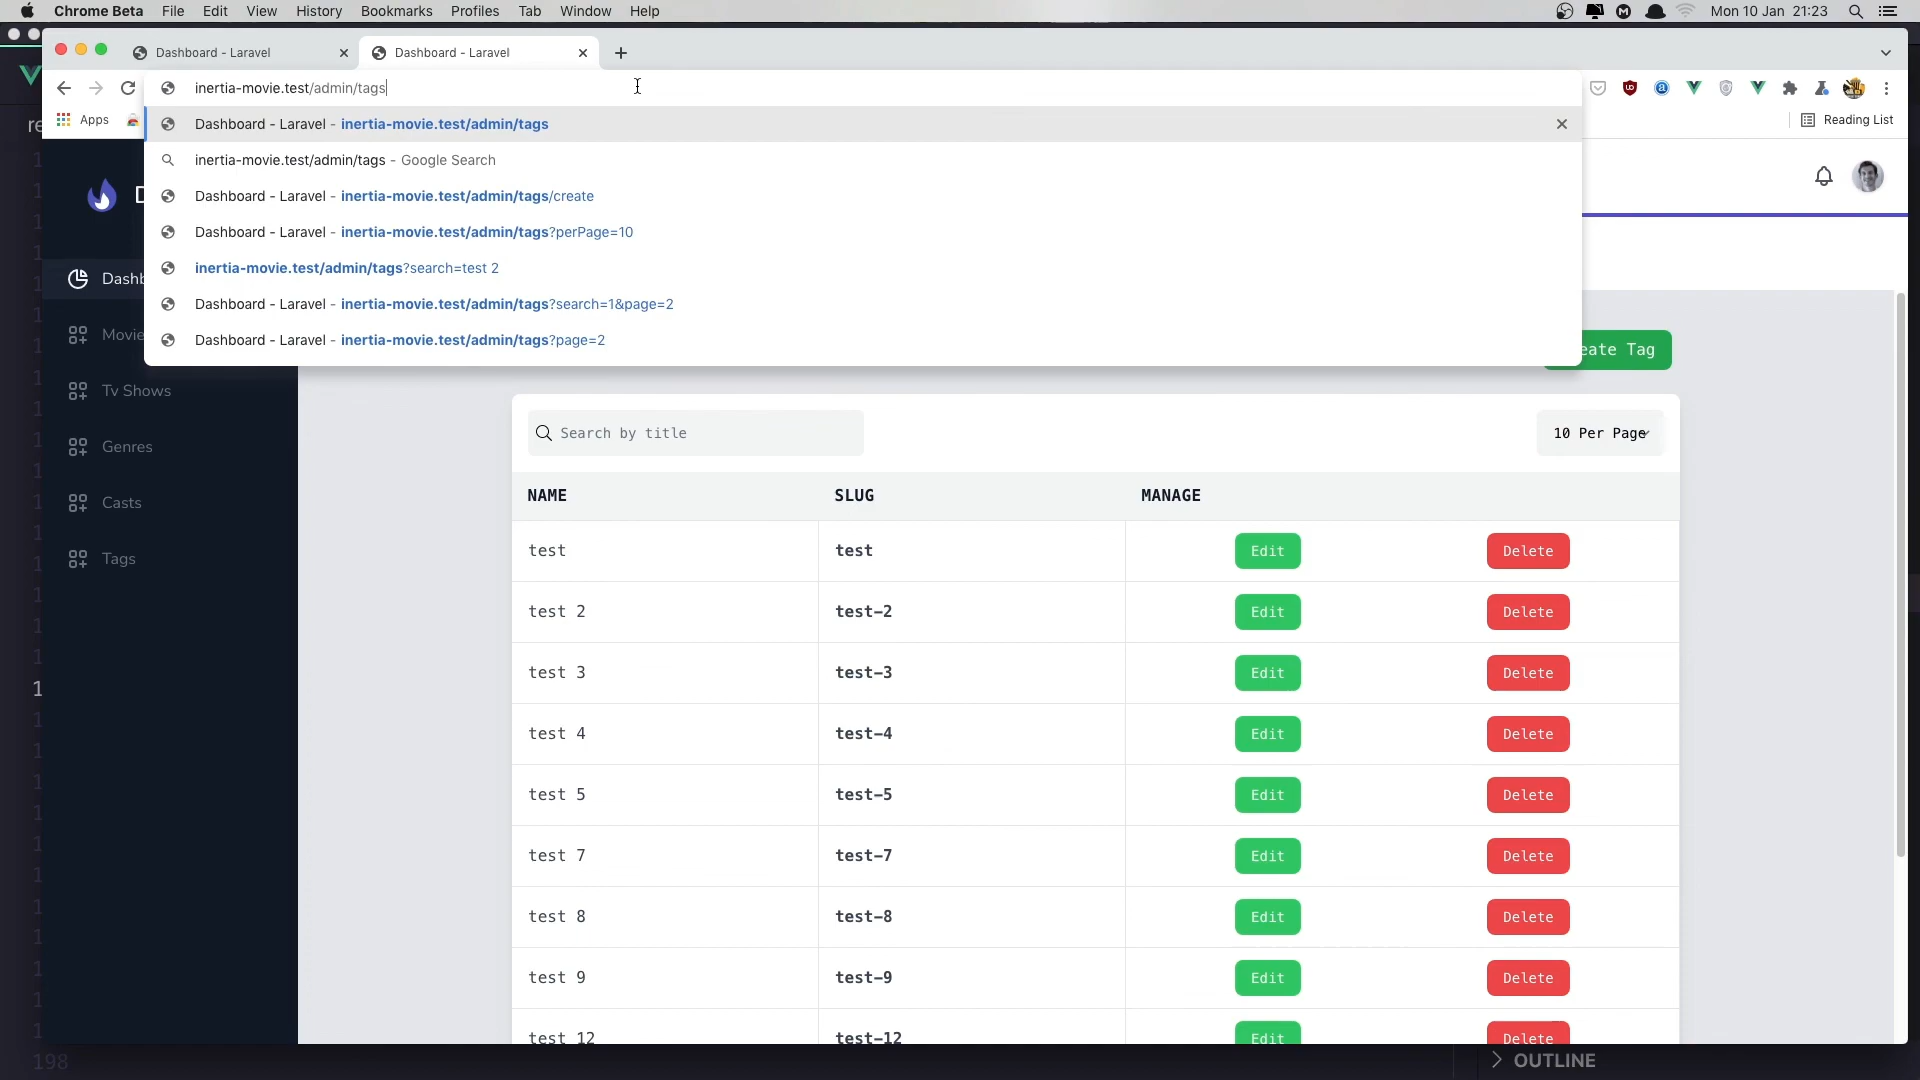 Chrome Beta File Edit View History Bookmarks Profiles Tab Window Help
Mon 10 Jan 21:23
Dashboard - Laravel
Dashboard - Laravel
inertia-movie.test/admin/tags
Apps
Reading List
Dashboard - Laravel - inertia-movie.test/admin/tags
inertia-movie.test/admin/tags - Google Search
Dashboard - Laravel - inertia-movie.test/admin/tags/create
Dashboard - Laravel - inertia-movie.test/admin/tags?perPage=10
inertia-movie.test/admin/tags?search=test 2
Dashboard - Laravel - inertia-movie.test/admin/tags?search=1&page=2
Dashboard - Laravel - inertia-movie.test/admin/tags?page=2
Dashb
Movie
Tv Shows
Genres
Casts
Tags
eate Tag
Search by title
10 Per Page
NAME SLUG MANAGE
test test Edit Delete
test 2 test-2 Edit Delete
test 3 test-3 Edit Delete
test 4 test-4 Edit Delete
test 5 test-5 Edit Delete
test 7 test-7 Edit Delete
test 8 test-8 Edit Delete
test 9 test-9 Edit Delete
test 12 test-12 Edit Delete
198
OUTLINE